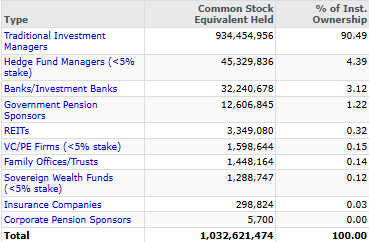 Type Common Stock Equivalent Held % of Inst. Ownership
Traditional Investment Managers 934,454,956 90.49
Hedge Fund Managers (<5% stake) 45,329,836 4.39
Banks/Investment Banks 32,240,678 3.12
Government Pension Sponsors 12,606,845 1.22
REITs 3,349,080 0.32
VC/PE Firms (<5% stake) 1,598,644 0.15
Family Offices/Trusts 1,448,164 0.14
Sovereign Wealth Funds (<5% stake) 1,288,747 0.12
Insurance Companies 298,824 0.03
Corporate Pension Sponsors 5,700 0.00
Total 1,032,621,474 100.00